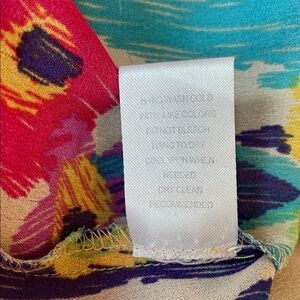 HAND WASH COLD
WITH LIKE COLORS
DO NOT BLEACH
HANG TO DRY
COOL IRON WHEN
NEEDED
DRY CLEAN
RECOMMENDED